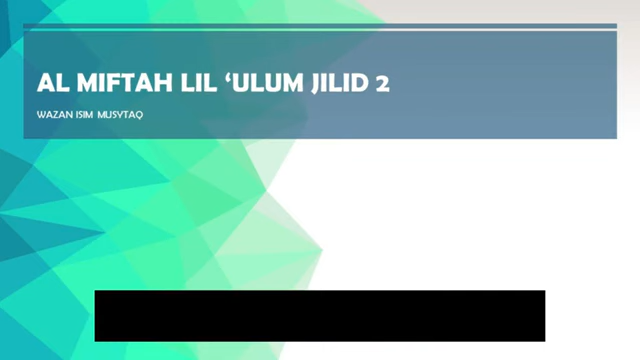 AL MIFTAH LIL ‘ULUM JILID 2
WAZAN ISIM MUSYTAQ